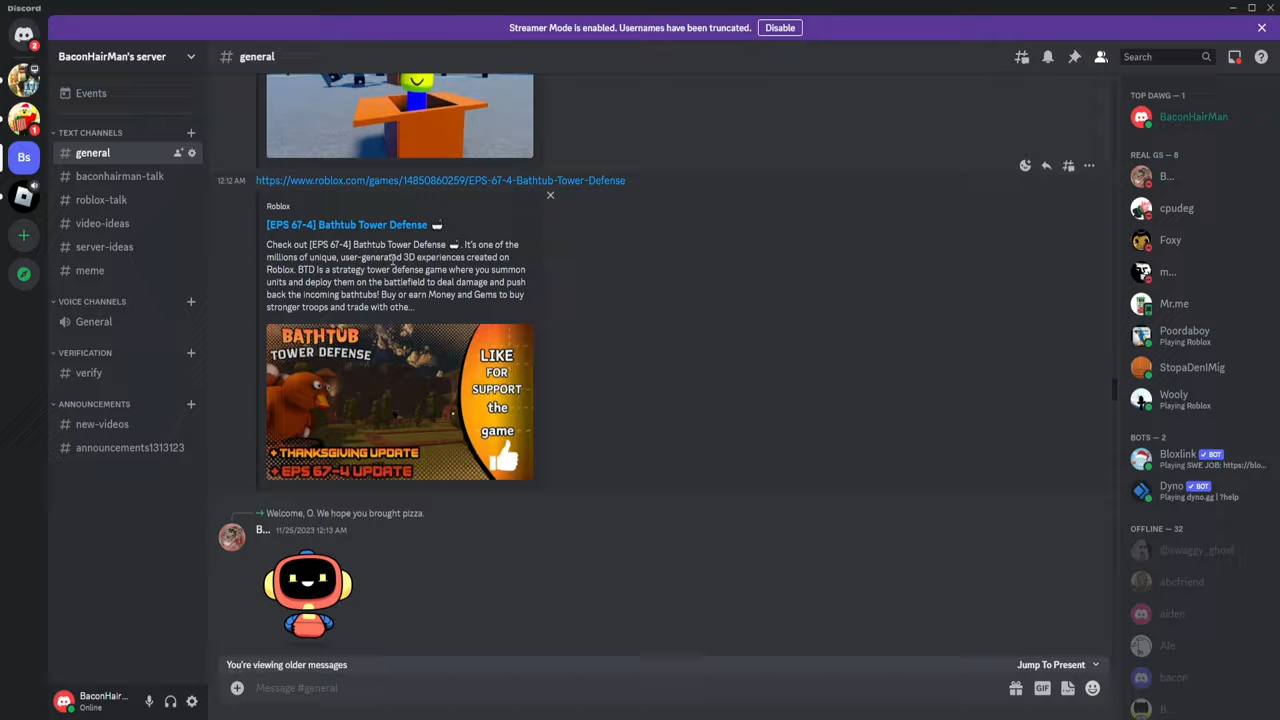 Discord
Streamer Mode is enabled. Usernames have been truncated.
Disable
2
1
Bs
BaconHairMan's server
Events
TEXT CHANNELS
general
baconhairman-talk
roblox-talk
video-ideas
server-ideas
meme
VOICE CHANNELS
General
VERIFICATION
verify
ANNOUNCEMENTS
new-videos
announcements1313123
BaconHair...
Online
# general
Search
12:12 AM
https://www.roblox.com/games/14850860259/EPS-67-4-Bathtub-Tower-Defense
Roblox
[EPS 67-4] Bathtub Tower Defense 🛁
Check out [EPS 67-4] Bathtub Tower Defense 🛁. It's one of the
millions of unique, user-generated 3D experiences created on
Roblox. BTD Is a strategy tower defense game where you summon
units and deploy them on the battlefield to deal damage and push
back the incoming bathtubs! Buy or earn Money and Gems to buy
stronger troops and trade with othe...
BATHTUB
TOWER DEFENSE
LIKE
FOR
SUPPORT
the
game
+ THANKSGIVING UPDATE
+ EPS 67-4 UPDATE
Welcome, O. We hope you brought pizza.
B... 11/25/2023 12:13 AM
You're viewing older messages
Jump To Present
Message #general
GIF
TOP DAWG — 1
BaconHairMan
REAL GS — 8
B...
cpudeg
Foxy
m...
Mr.me
Poordaboy
Playing Roblox
StopaDenIMig
Wooly
Playing Roblox
BOTS — 2
Bloxlink ✓ BOT
Playing SWE JOB: https://blo...
Dyno ✓ BOT
Playing dyno.gg | ?help
OFFLINE — 32
@swaggy_ghost
abcfriend
aiden
Ale
bacon
B...